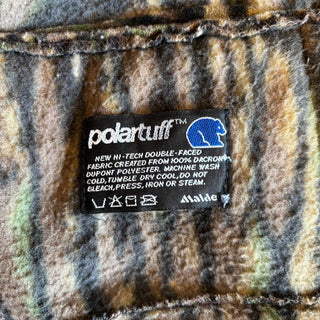 polartuff™
NEW HI-TECH DOUBLE-FACED
FABRIC CREATED FROM 100% DACRON
DUPONT POLYESTER. MACHINE WASH
COLD,TUMBLE DRY COOL,DO NOT
BLEACH,PRESS, IRON OR STEAM.
Malden